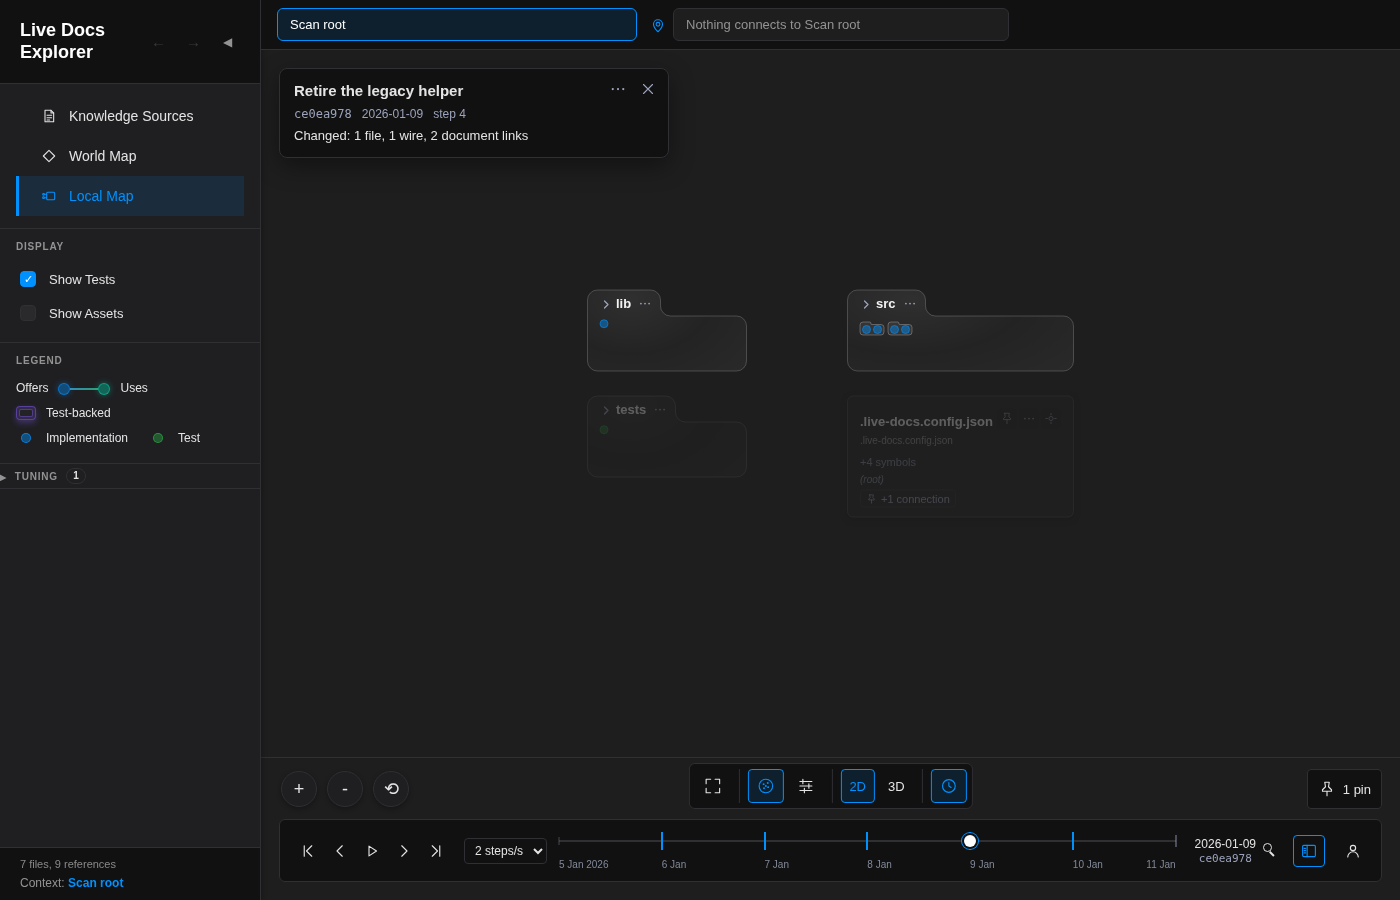 Live Docs
Explorer
← → ◀
Knowledge Sources
World Map
Local Map
DISPLAY
✓ Show Tests
Show Assets
LEGEND
Offers Uses
Test-backed
Implementation Test
▶ TUNING 1
7 files, 9 references
Context: Scan root
Scan root
Nothing connects to Scan root
Retire the legacy helper ···
ce0ea978 2026-01-09 step 4
Changed: 1 file, 1 wire, 2 document links
lib ···
src ···
tests ···
.live-docs.config.json ···
.live-docs.config.json
+4 symbols
(root)
+1 connection
+ - ⟲
2D 3D
1 pin
2 steps/s
5 Jan 2026 6 Jan 7 Jan 8 Jan 9 Jan 10 Jan 11 Jan
2026-01-09
ce0ea978